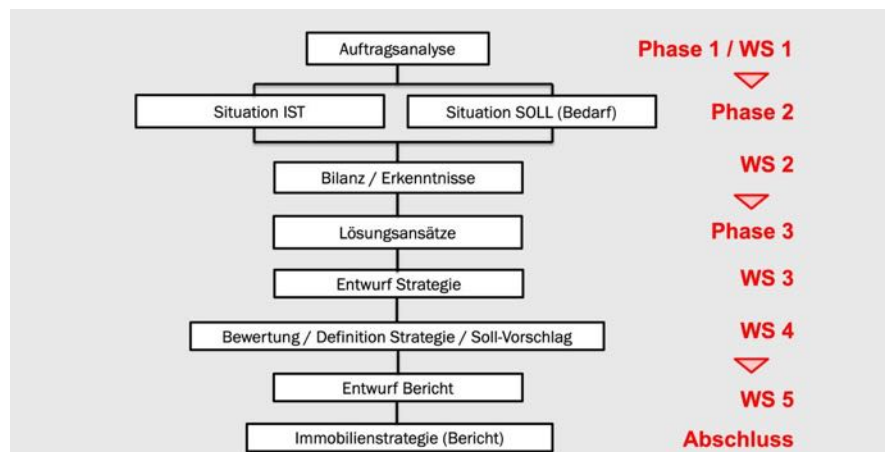 Auftragsanalyse
Phase 1 / WS 1
Situation IST
Situation SOLL (Bedarf)
Phase 2
WS 2
Bilanz / Erkenntnisse
Lösungsansätze
Phase 3
Entwurf Strategie
WS 3
Bewertung / Definition Strategie / Soll-Vorschlag
WS 4
Entwurf Bericht
WS 5
Immobilienstrategie (Bericht)
Abschluss